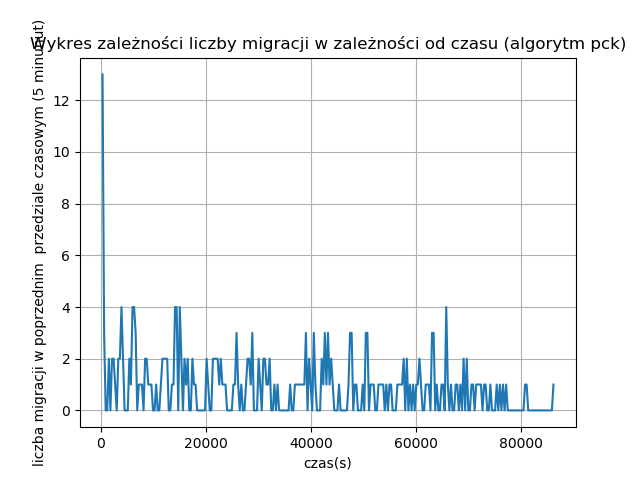 Wykres zależności liczby migracji w zależności od czasu (algorytm pck)
liczba migracji w poprzednim przedziale czasowym (5 minut)
12
10
8
6
4
2
0
0 20000 40000 60000 80000
czas(s)